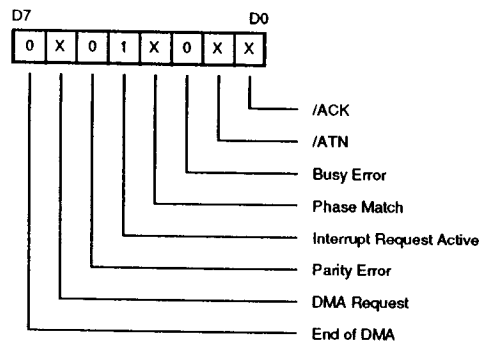 D7 D0
0 X 0 1 X 0 X X
/ACK
/ATN
Busy Error
Phase Match
Interrupt Request Active
Parity Error
DMA Request
End of DMA